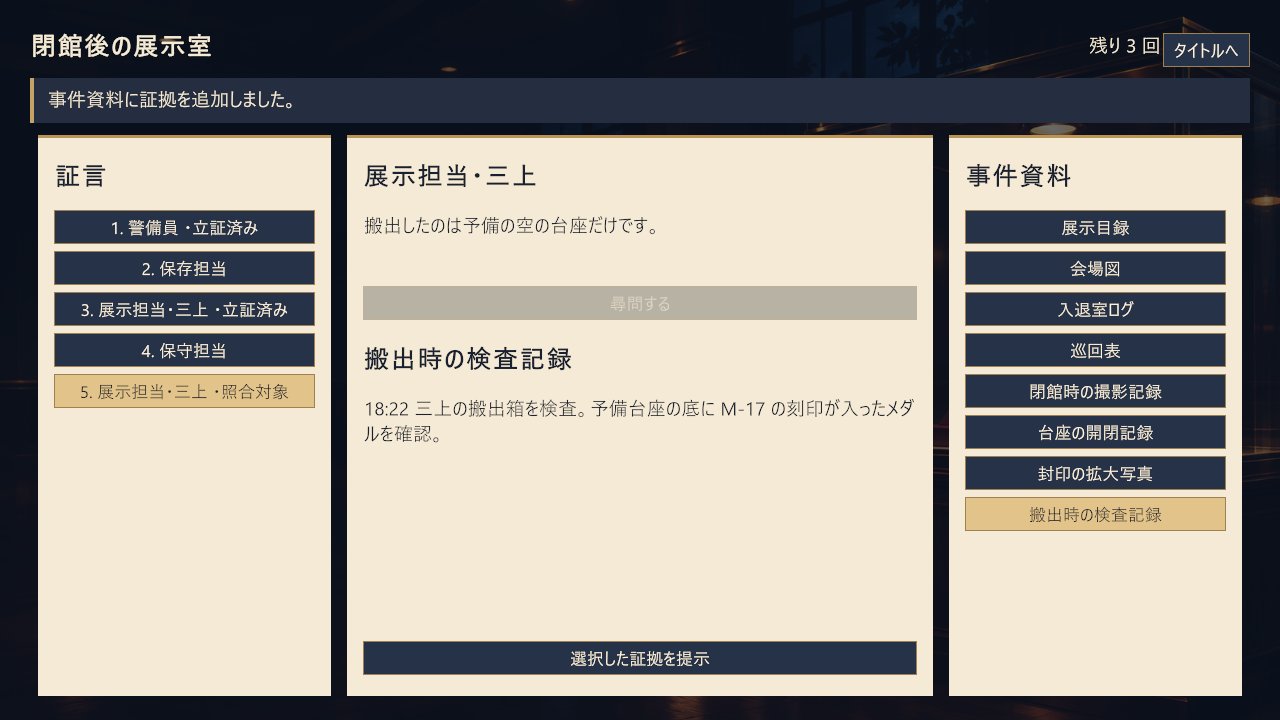 閉館後の展示室
残り 3 回
タイトルへ
事件資料に証拠を追加しました。
証言
1. 警備員 ・立証済み
2. 保存担当
3. 展示担当・三上 ・立証済み
4. 保守担当
5. 展示担当・三上 ・照合対象
展示担当・三上
搬出したのは予備の空の台座だけです。
尋問する
搬出時の検査記録
18:22 三上の搬出箱を検査。予備台座の底に M-17 の刻印が入ったメダ
ルを確認。
選択した証拠を提示
事件資料
展示目録
会場図
入退室ログ
巡回表
閉館時の撮影記録
台座の開閉記録
封印の拡大写真
搬出時の検査記録